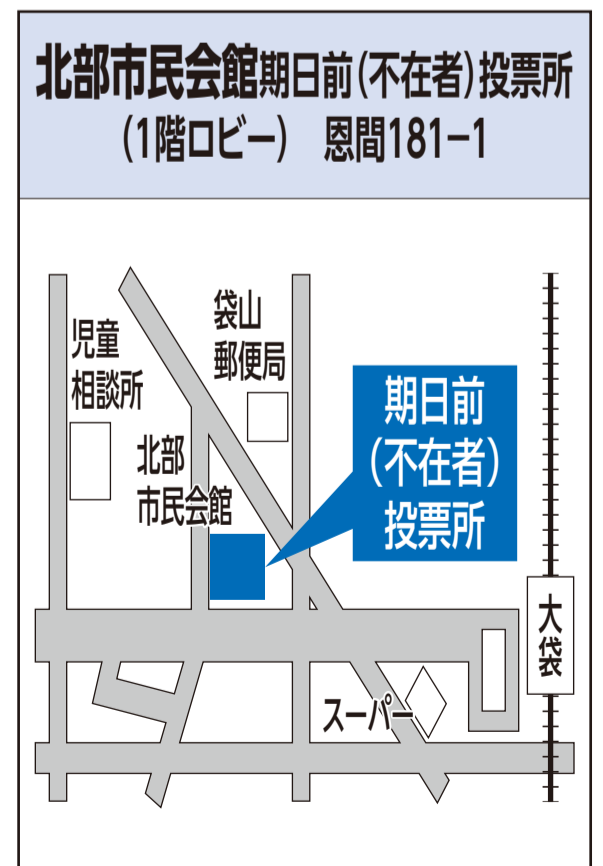 北部市民会館期日前(不在者)投票所
(1階ロビー) 恩間181-1
児童
相談所
袋山
郵便局
北部
市民会館
期日前
(不在者)
投票所
大袋
スーパー